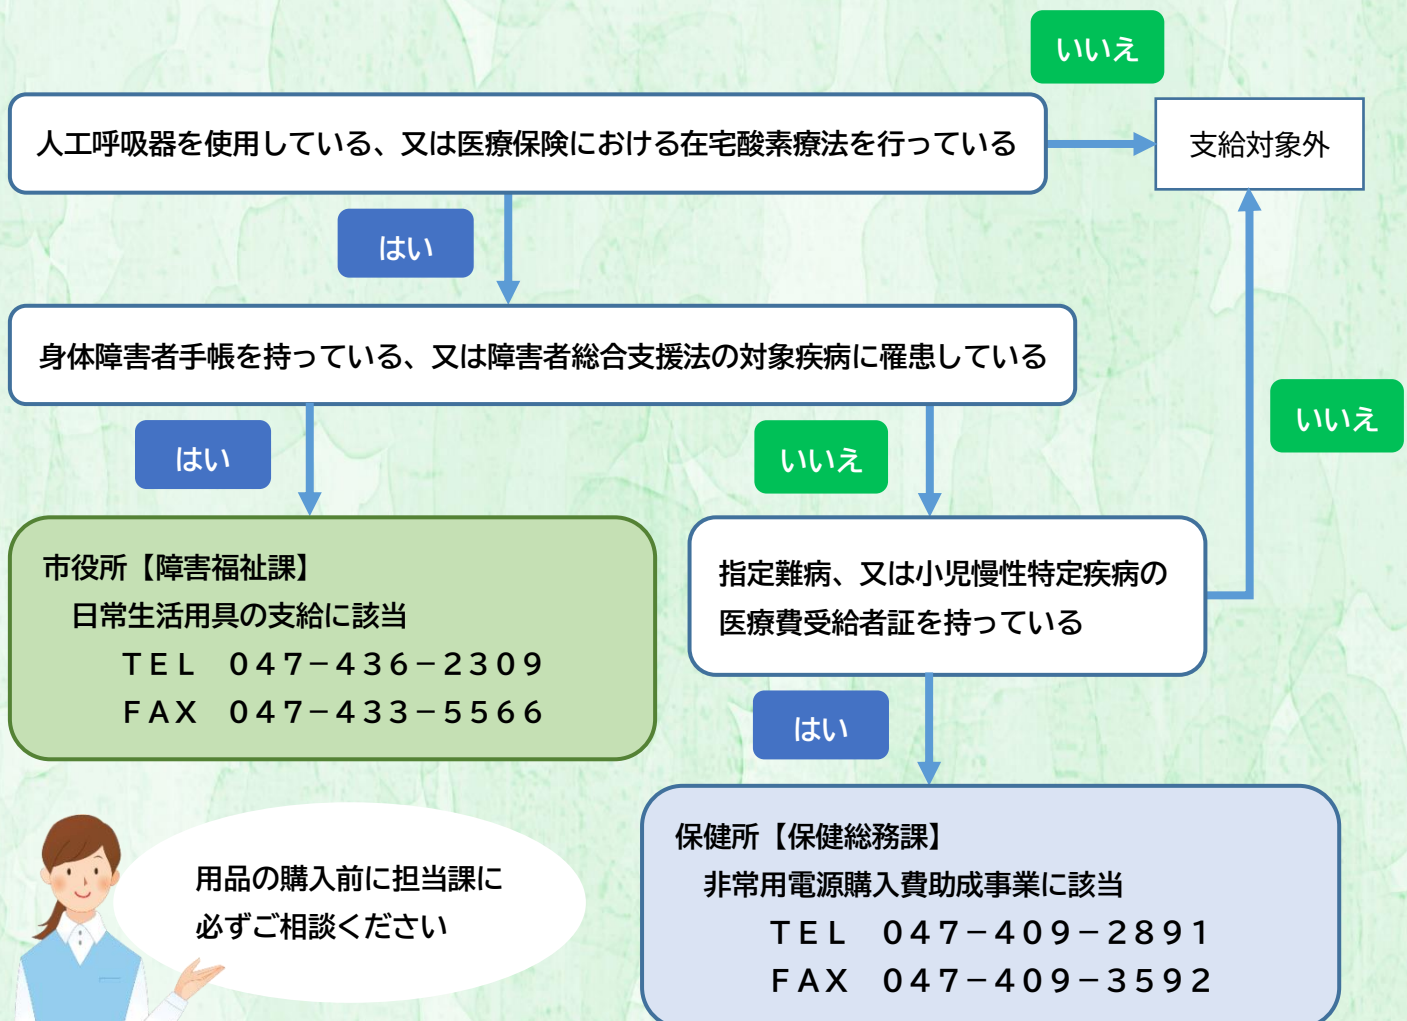 いいえ
人工呼吸器を使用している、又は医療保険における在宅酸素療法を行っている
支給対象外
はい
身体障害者手帳を持っている、又は障害者総合支援法の対象疾病に罹患している
いいえ
はい
いいえ
市役所【障害福祉課】
日常生活用具の支給に該当
ＴＥＬ　０４７－４３６－２３０９
ＦＡＸ　０４７－４３３－５５６６
指定難病、又は小児慢性特定疾病の
医療費受給者証を持っている
はい
保健所【保健総務課】
非常用電源購入費助成事業に該当
ＴＥＬ　０４７－４０９－２８９１
ＦＡＸ　０４７－４０９－３５９２
用品の購入前に担当課に
必ずご相談ください